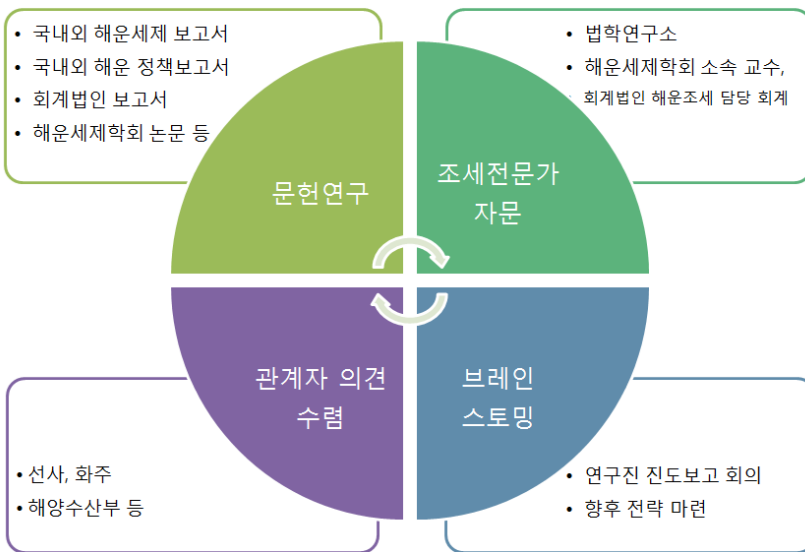 • 국내외 해운세제 보고서
• 국내외 해운 정책보고서
• 회계법인 보고서
• 해운세제학회 논문 등
• 법학연구소
• 해운세제학회 소속 교수,
• 회계법인 해운조세 담당 회계
문헌연구
조세전문가
자문
관계자 의견
수렴
브레인
스토밍
• 선사, 화주
• 해양수산부 등
• 연구진 진도보고 회의
• 향후 전략 마련